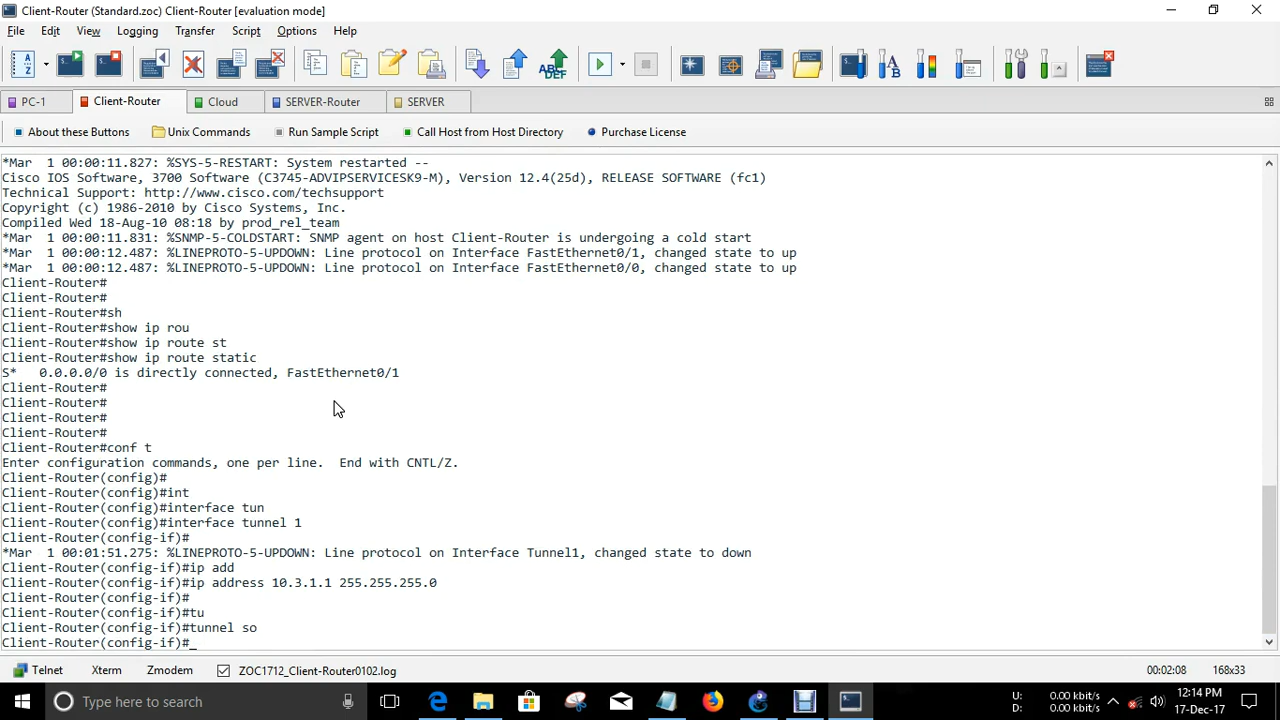 Client-Router (Standard.zoc) Client-Router [evaluation mode]
File Edit View Logging Transfer Script Options Help
PC-1 Client-Router Cloud SERVER-Router SERVER
About these Buttons Unix Commands Run Sample Script Call Host from Host Directory Purchase License
*Mar  1 00:00:11.827: %SYS-5-RESTART: System restarted --
Cisco IOS Software, 3700 Software (C3745-ADVIPSERVICESK9-M), Version 12.4(25d), RELEASE SOFTWARE (fc1)
Technical Support: http://www.cisco.com/techsupport
Copyright (c) 1986-2010 by Cisco Systems, Inc.
Compiled Wed 18-Aug-10 08:18 by prod_rel_team
*Mar  1 00:00:11.831: %SNMP-5-COLDSTART: SNMP agent on host Client-Router is undergoing a cold start
*Mar  1 00:00:12.487: %LINEPROTO-5-UPDOWN: Line protocol on Interface FastEthernet0/1, changed state to up
*Mar  1 00:00:12.487: %LINEPROTO-5-UPDOWN: Line protocol on Interface FastEthernet0/0, changed state to up
Client-Router#
Client-Router#
Client-Router#sh
Client-Router#show ip rou
Client-Router#show ip route st
Client-Router#show ip route static
S*   0.0.0.0/0 is directly connected, FastEthernet0/1
Client-Router#
Client-Router#
Client-Router#
Client-Router#
Client-Router#conf t
Enter configuration commands, one per line.  End with CNTL/Z.
Client-Router(config)#
Client-Router(config)#int
Client-Router(config)#interface tun
Client-Router(config)#interface tunnel 1
Client-Router(config-if)#
*Mar  1 00:01:51.275: %LINEPROTO-5-UPDOWN: Line protocol on Interface Tunnel1, changed state to down
Client-Router(config-if)#ip add
Client-Router(config-if)#ip address 10.3.1.1 255.255.255.0
Client-Router(config-if)#
Client-Router(config-if)#tu
Client-Router(config-if)#tunnel so
Client-Router(config-if)#_
Telnet Xterm Zmodem ZOC1712_Client-Router0102.log 00:02:08 168x33
Type here to search
U: 0.00 kbit/s
D: 0.00 kbit/s
12:14 PM
17-Dec-17